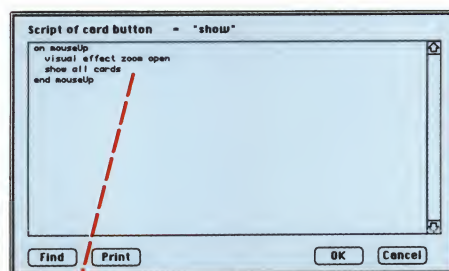 Script of card button = "show"
on mouseUp
visual effect zoom open
show all cards
end mouseUp
Find
Print
OK
Cancel